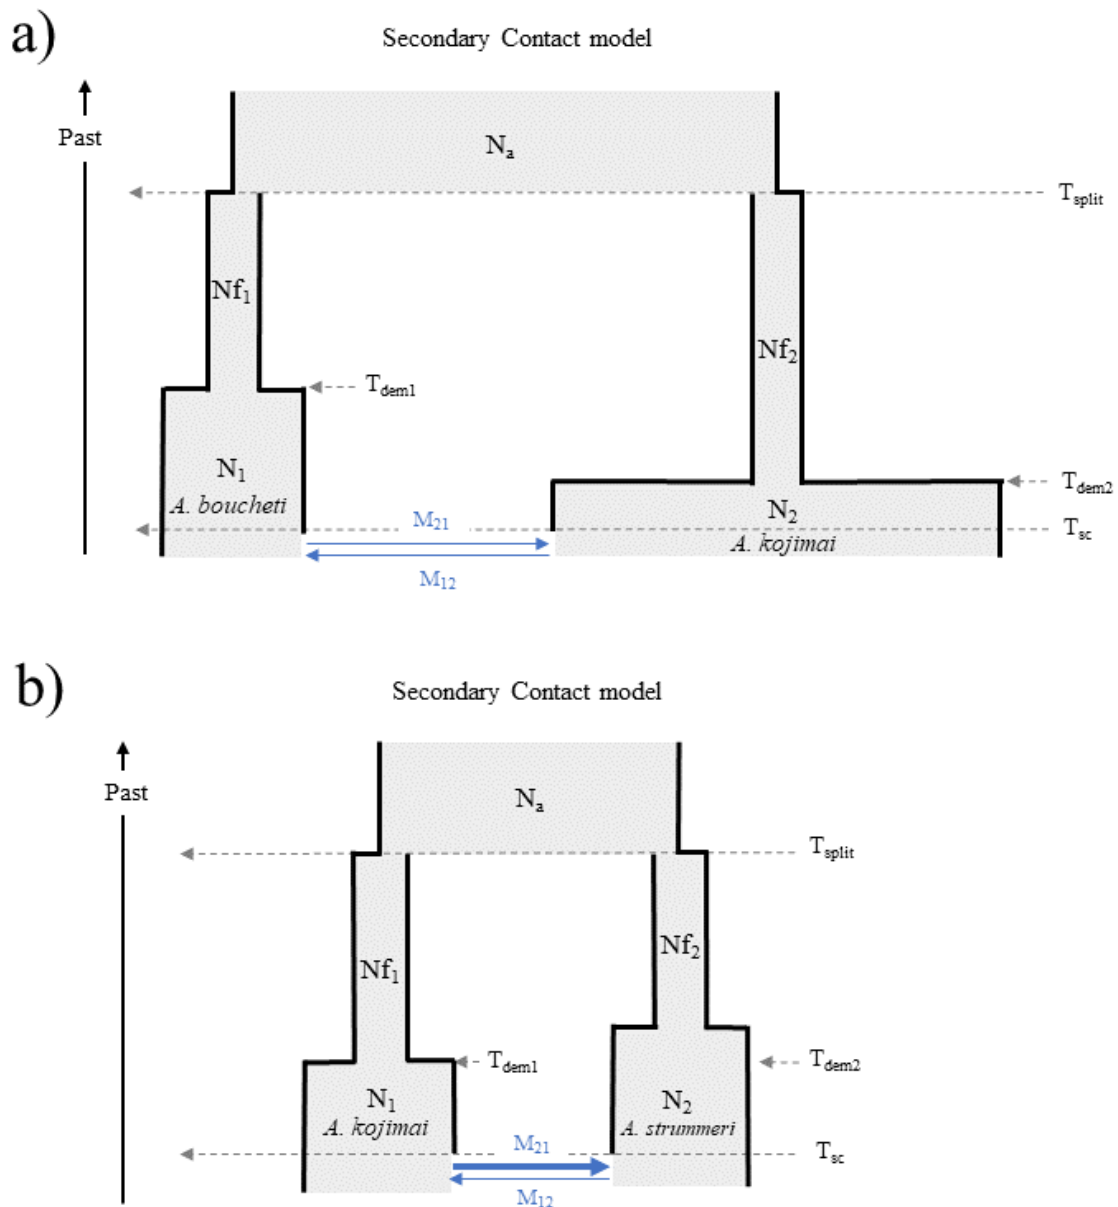 a)
Secondary Contact model
Past
Na
Tsplit
Nf1
Nf2
Tdem1
N1
A. boucheti
Tdem2
N2
A. kojimai
M21
Tsc
M12
b)
Secondary Contact model
Past
Na
Tsplit
Nf1
Nf2
Tdem1
Tdem2
N1
A. kojimai
N2
A. strummeri
M21
Tsc
M12